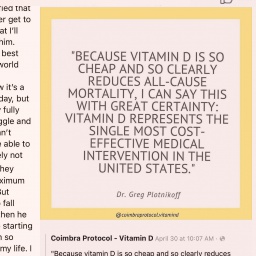 ried that
er get to
at I'll
him.
best
world
w it's a
day, but
fully
ggle and
n't
e able to
ely not
hey
ximum
But
fall
hen he
starting
n so
my life. I
"BECAUSE VITAMIN D IS SO
CHEAP AND SO CLEARLY
REDUCES ALL-CAUSE
MORTALITY, I CAN SAY THIS
WITH GREAT CERTAINTY:
VITAMIN D REPRESENTS THE
SINGLE MOST COST-
EFFECTIVE MEDICAL
INTERVENTION IN THE
UNITED STATES."
Dr. Greg Plotnikoff
@coimbraprotocol.vitamind
Coimbra Protocol - Vitamin D April 30 at 10:07 AM ·
"Because vitamin D is so cheap and so clearly reduces